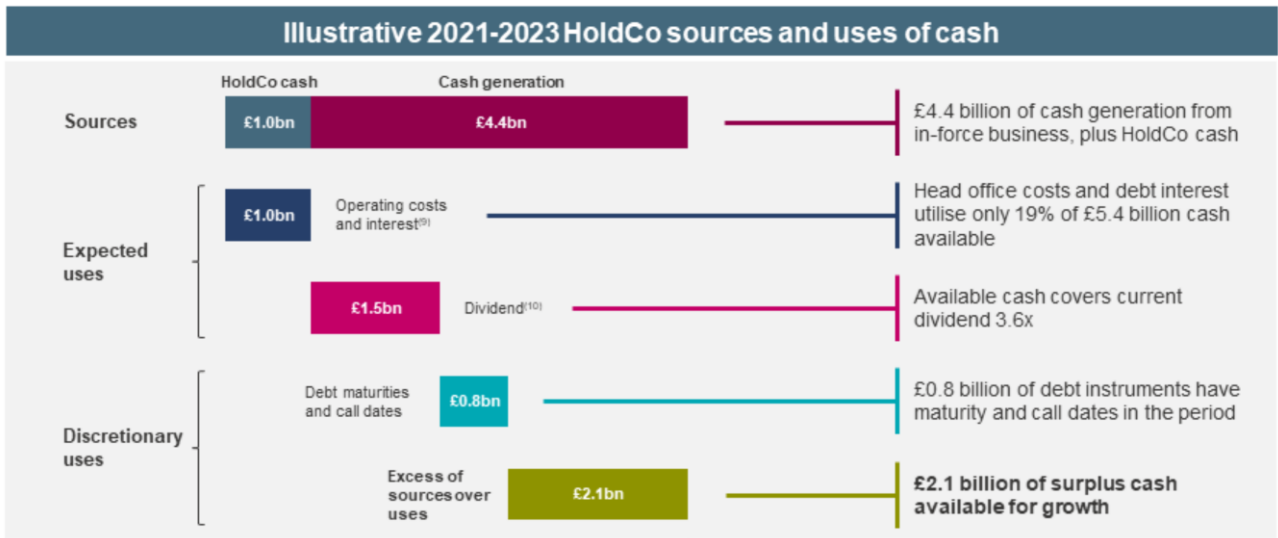 Illustrative 2021-2023 HoldCo sources and uses of cash
HoldCo cash
Cash generation
Sources
£1.0bn
£4.4bn
£4.4 billion of cash generation from
in-force business, plus HoldCo cash
Expected
uses
£1.0bn
Operating costs
and interest(9)
Head office costs and debt interest
utilise only 19% of £5.4 billion cash
available
£1.5bn
Dividend(10)
Available cash covers current
dividend 3.6x
Discretionary
uses
Debt maturities
and call dates
£0.8bn
£0.8 billion of debt instruments have
maturity and call dates in the period
Excess of
sources over
uses
£2.1bn
£2.1 billion of surplus cash
available for growth